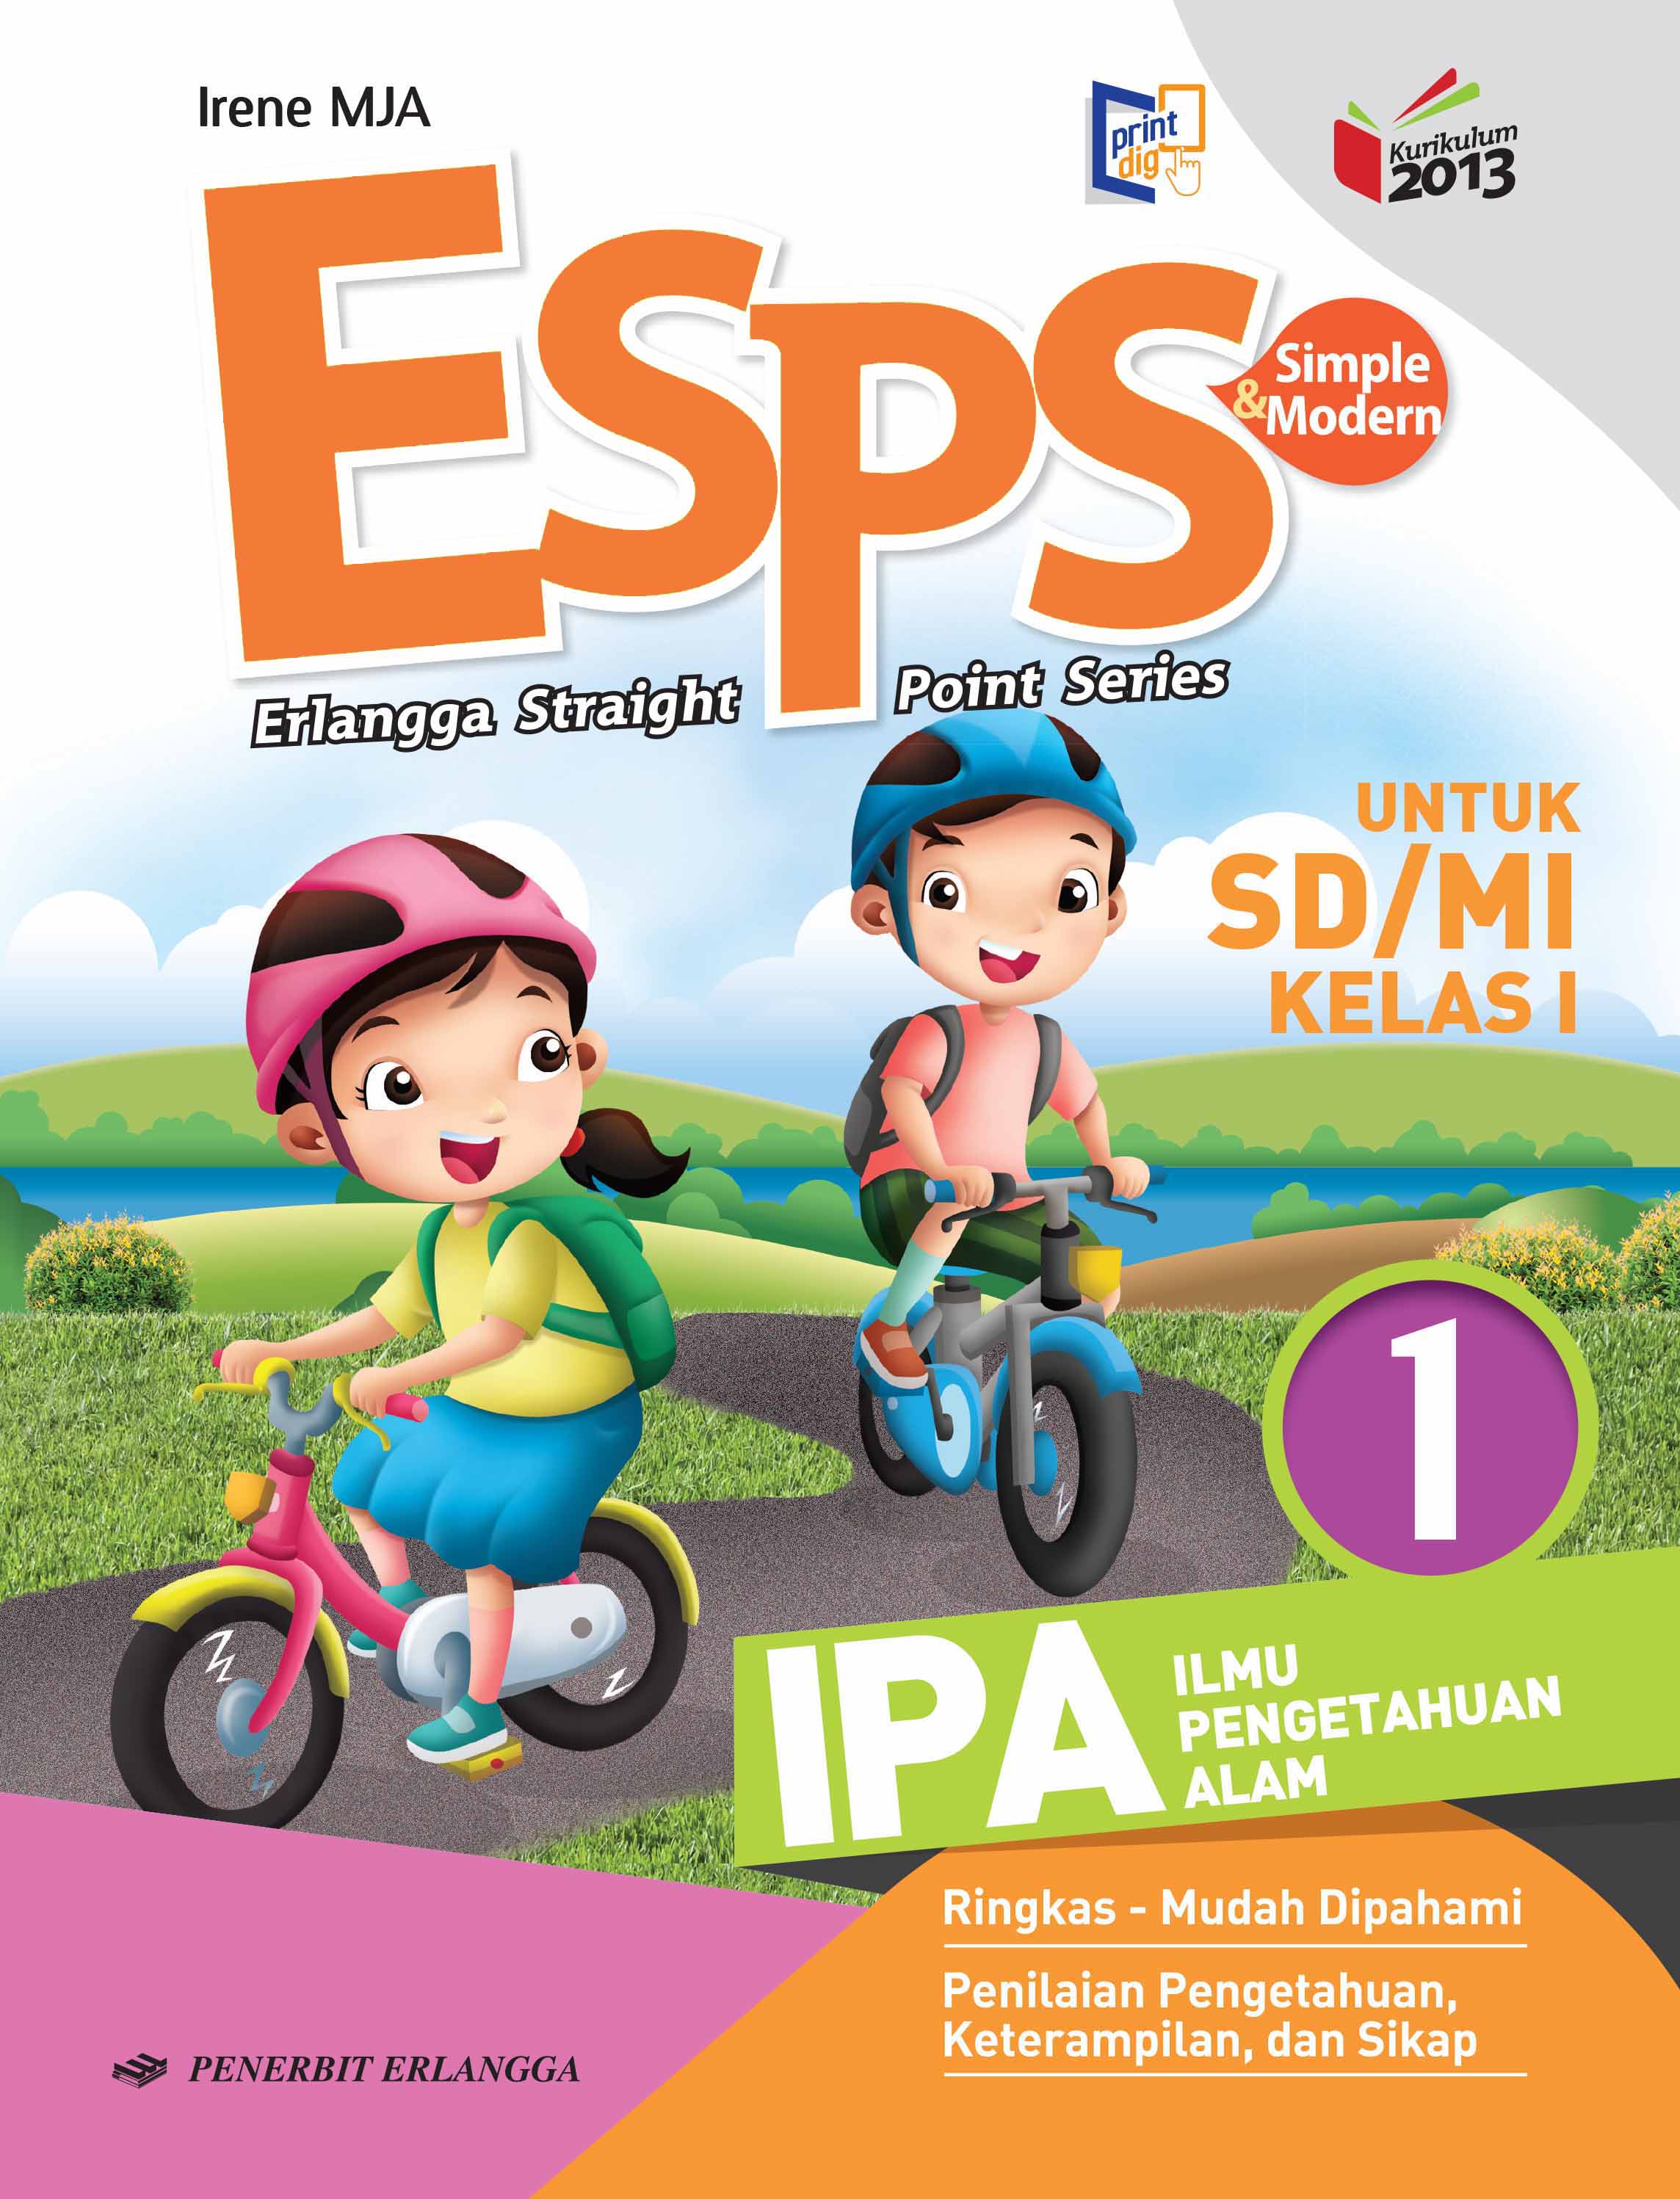 Irene MJA
print
dig
Kurikulum
2013
ESPS
Simple
&Modern
Erlangga Straight Point Series
UNTUK
SD/MI
KELAS I
1
IPA
ILMU
PENGETAHUAN
ALAM
Ringkas - Mudah Dipahami
Penilaian Pengetahuan,
Keterampilan, dan Sikap
PENERBIT ERLANGGA